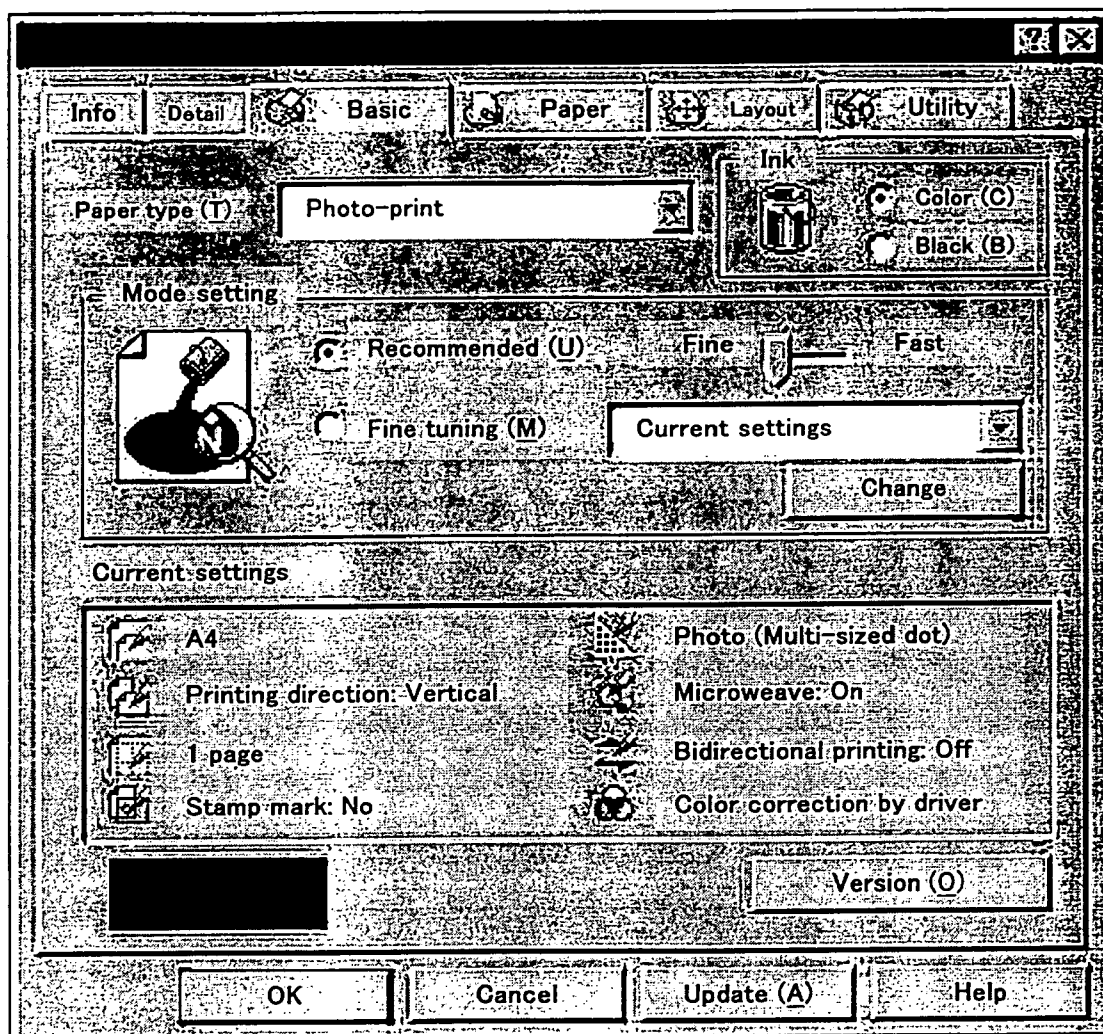 Info Detail Basic Paper Layout Utility
Ink
Paper type (T) Photo-print Color (C)
Black (B)
Mode setting
Recommended (U) Fine Fast
Fine tuning (M) Current settings
Change
Current settings
A4 Photo (Multi-sized dot)
Printing direction: Vertical Microweave: On
1 page Bidirectional printing: Off
Stamp mark: No Color correction by driver
Version (O)
OK Cancel Update (A) Help